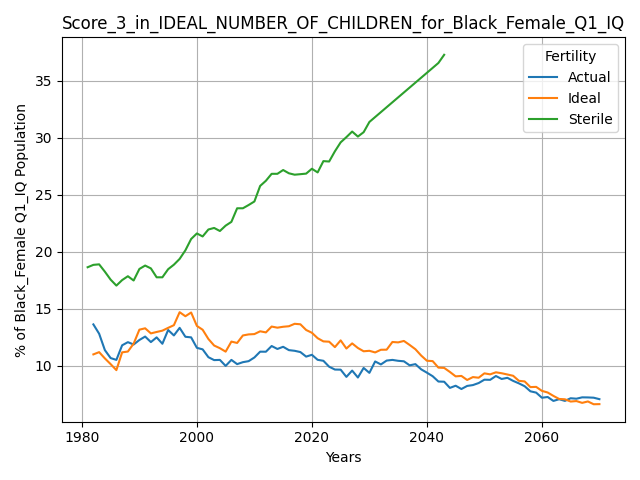 Score_3_in_IDEAL_NUMBER_OF_CHILDREN_for_Black_Female_Q1_IQ
Fertility
Actual
Ideal
Sterile
% of Black_Female Q1_IQ Population
35
30
25
20
15
10
1980
2000
2020
2040
2060
Years